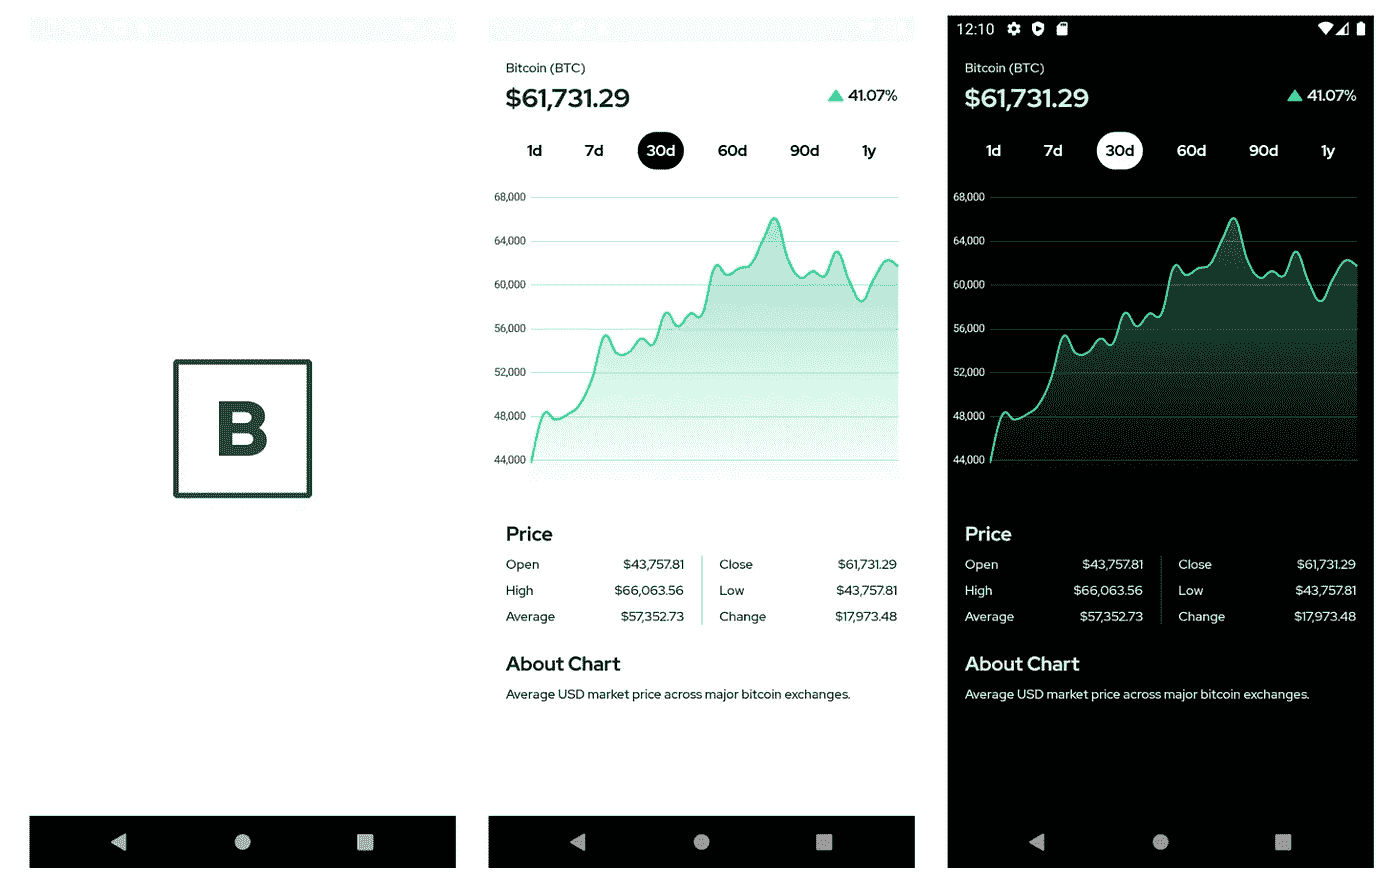 B
Bitcoin (BTC)
$61,731.29
41.07%
1d 7d 30d 60d 90d 1y
68,000
64,000
60,000
56,000
52,000
48,000
44,000
Price
Open $43,757.81 Close $61,731.29
High $66,063.56 Low $43,757.81
Average $57,352.73 Change $17,973.48
About Chart
Average USD market price across major bitcoin exchanges.
12:10
Bitcoin (BTC)
$61,731.29
41.07%
1d 7d 30d 60d 90d 1y
68,000
64,000
60,000
56,000
52,000
48,000
44,000
Price
Open $43,757.81 Close $61,731.29
High $66,063.56 Low $43,757.81
Average $57,352.73 Change $17,973.48
About Chart
Average USD market price across major bitcoin exchanges.